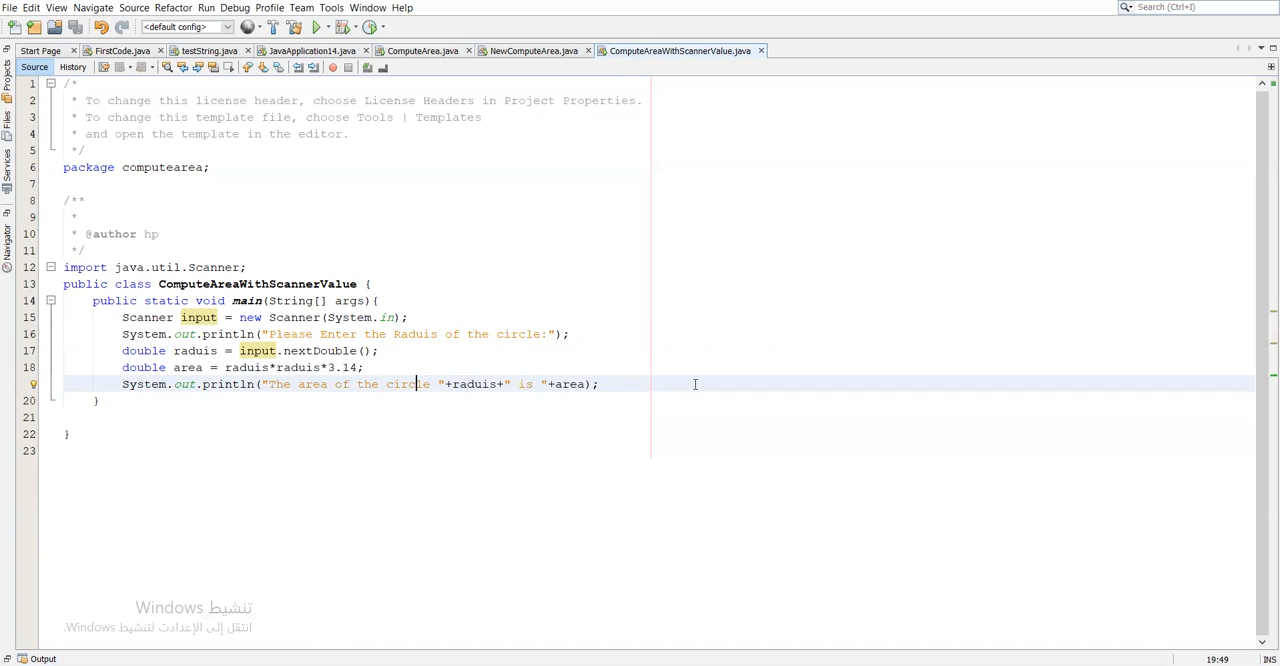 File Edit View Navigate Source Refactor Run Debug Profile Team Tools Window Help
Search (Ctrl+I)
<default config>
Start Page FirstCode.java testString.java JavaApplication14.java ComputeArea.java NewComputeArea.java ComputeAreaWithScannerValue.java
Source History
Projects
Files
Services
Navigator
1 /*
2 * To change this license header, choose License Headers in Project Properties.
3 * To change this template file, choose Tools | Templates
4 * and open the template in the editor.
5 */
6 package computearea;
7
8 /**
9 *
10 * @author hp
11 */
12 import java.util.Scanner;
13 public class ComputeAreaWithScannerValue {
14 public static void main(String[] args){
15 Scanner input = new Scanner(System.in);
16 System.out.println("Please Enter the Raduis of the circle:");
17 double raduis = input.nextDouble();
18 double area = raduis*raduis*3.14;
System.out.println("The area of the circle "+raduis+" is "+area);
20 }
21
22 }
23
تنشيط Windows
انتقل إلى الإعدادت لتنشيط Windows.
Output
19:49 INS